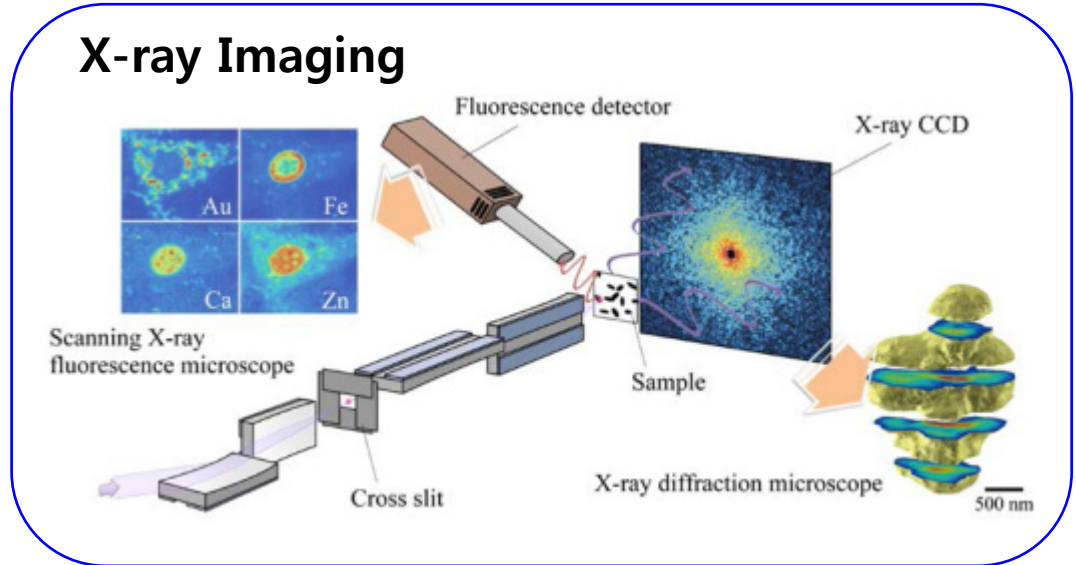 X-ray Imaging
Fluorescence detector
X-ray CCD
Au
Fe
Ca
Zn
Scanning X-ray
fluorescence microscope
Sample
Cross slit
X-ray diffraction microscope
500 nm